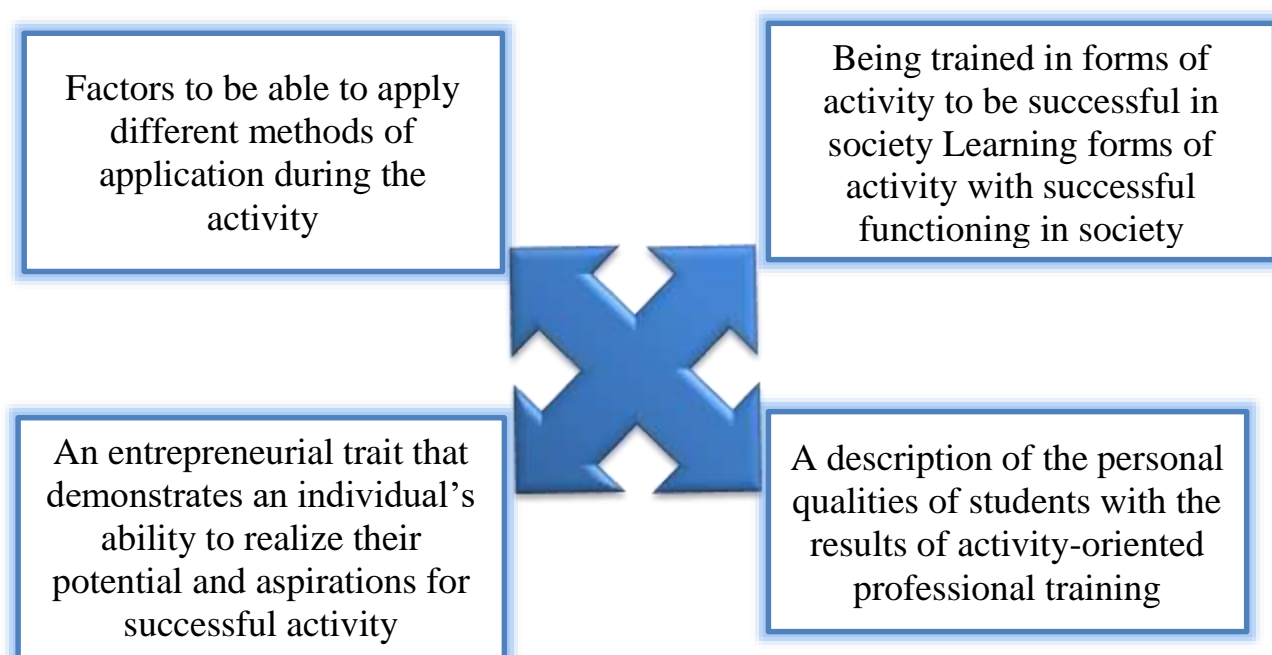 Factors to be able to apply
different methods of
application during the
activity
Being trained in forms of
activity to be successful in
society Learning forms of
activity with successful
functioning in society
An entrepreneurial trait that
demonstrates an individual’s
ability to realize their
potential and aspirations for
successful activity
A description of the personal
qualities of students with the
results of activity-oriented
professional training